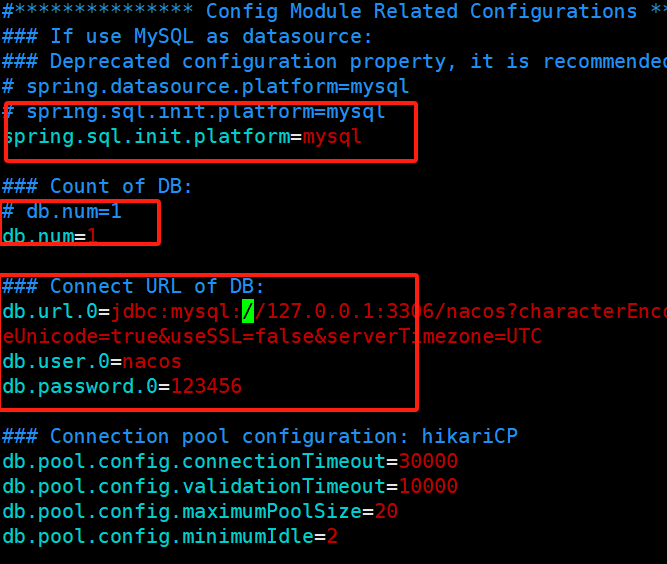 #*************** Config Module Related Configurations **
### If use MySQL as datasource:
### Deprecated configuration property, it is recommended
# spring.datasource.platform=mysql
# spring.sql.init.platform=mysql
spring.sql.init.platform=mysql
### Count of DB:
# db.num=1
db.num=1
### Connect URL of DB:
db.url.0=jdbc:mysql://127.0.0.1:3306/nacos?characterEnco
eUnicode=true&useSSL=false&serverTimezone=UTC
db.user.0=nacos
db.password.0=123456
### Connection pool configuration: hikariCP
db.pool.config.connectionTimeout=30000
db.pool.config.validationTimeout=10000
db.pool.config.maximumPoolSize=20
db.pool.config.minimumIdle=2